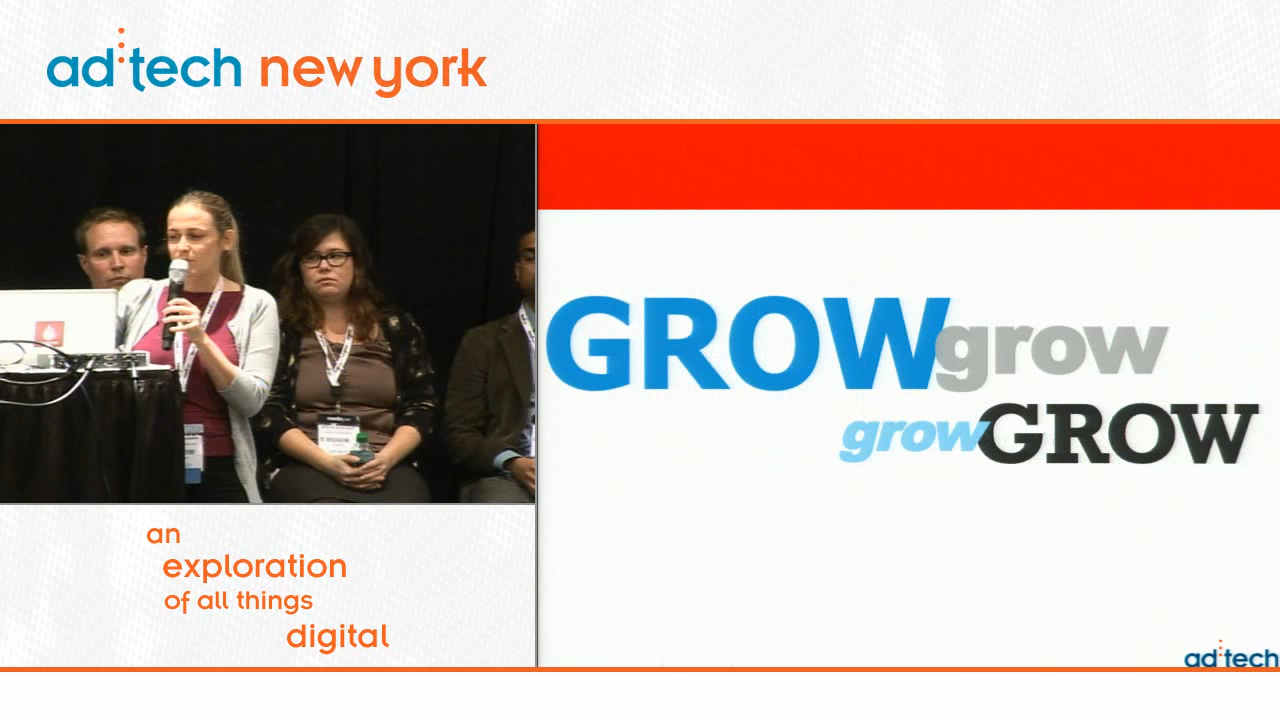 ad:tech new york
GROW grow
grow GROW
an
exploration
of all things
digital
ad:tech